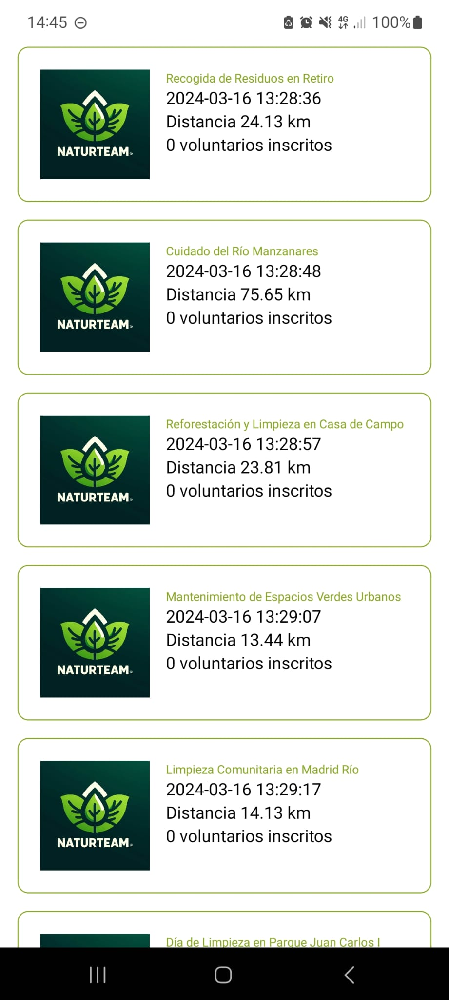 14:45
4G
100%
Recogida de Residuos en Retiro
2024-03-16 13:28:36
Distancia 24.13 km
0 voluntarios inscritos
NATURTEAM
Cuidado del Río Manzanares
2024-03-16 13:28:48
Distancia 75.65 km
0 voluntarios inscritos
NATURTEAM
Reforestación y Limpieza en Casa de Campo
2024-03-16 13:28:57
Distancia 23.81 km
0 voluntarios inscritos
NATURTEAM
Mantenimiento de Espacios Verdes Urbanos
2024-03-16 13:29:07
Distancia 13.44 km
0 voluntarios inscritos
NATURTEAM
Limpieza Comunitaria en Madrid Río
2024-03-16 13:29:17
Distancia 14.13 km
0 voluntarios inscritos
NATURTEAM
Día de Limpieza en Parque Juan Carlos I